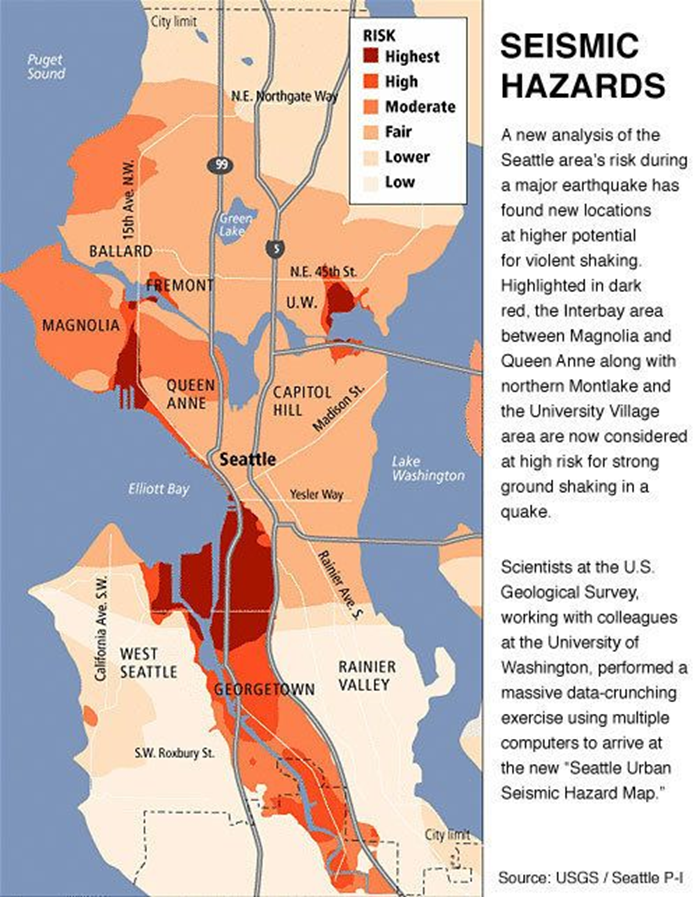 City limit
Puget
Sound
RISK
Highest
High
Moderate
Fair
Lower
Low
N.E. Northgate Way
99
15th Ave. N.W.
Green
Lake
5
BALLARD
N.E. 45th St.
FREMONT
U.W.
MAGNOLIA
QUEEN
ANNE
CAPITOL
HILL
Madison St.
Seattle
Lake
Washington
Elliott Bay
Yesler Way
Rainier Ave. S.
California Ave. S.W.
WEST
SEATTLE
RAINIER
VALLEY
GEORGETOWN
S.W. Roxbury St.
City limit
SEISMIC
HAZARDS
A new analysis of the
Seattle area's risk during
a major earthquake has
found new locations
at higher potential
for violent shaking.
Highlighted in dark
red, the Interbay area
between Magnolia and
Queen Anne along with
northern Montlake and
the University Village
area are now considered
at high risk for strong
ground shaking in a
quake.
Scientists at the U.S.
Geological Survey,
working with colleagues
at the University of
Washington, performed a
massive data-crunching
exercise using multiple
computers to arrive at
the new "Seattle Urban
Seismic Hazard Map."
Source: USGS / Seattle P-I